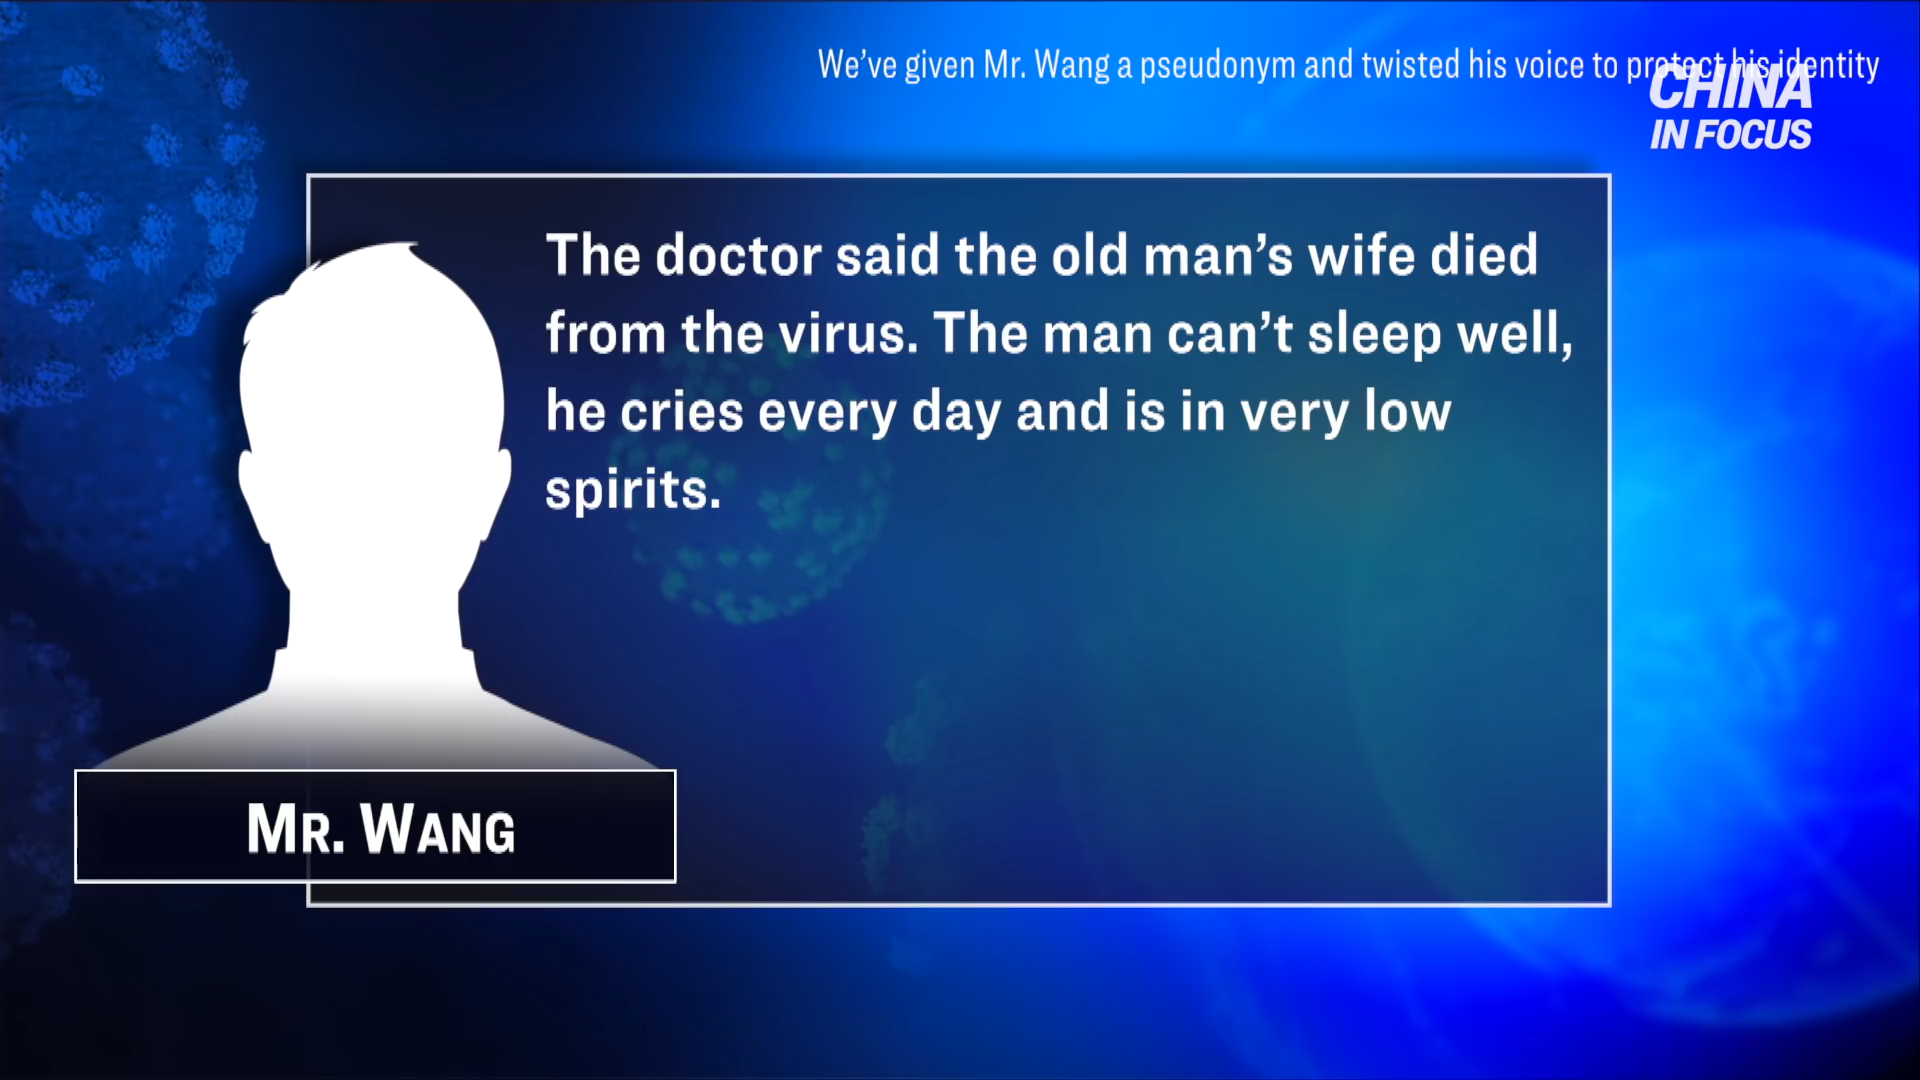 We’ve given Mr. Wang a pseudonym and twisted his voice to protect his identity
CHINA
IN FOCUS
The doctor said the old man’s wife died
from the virus. The man can’t sleep well,
he cries every day and is in very low
spirits.
MR. WANG